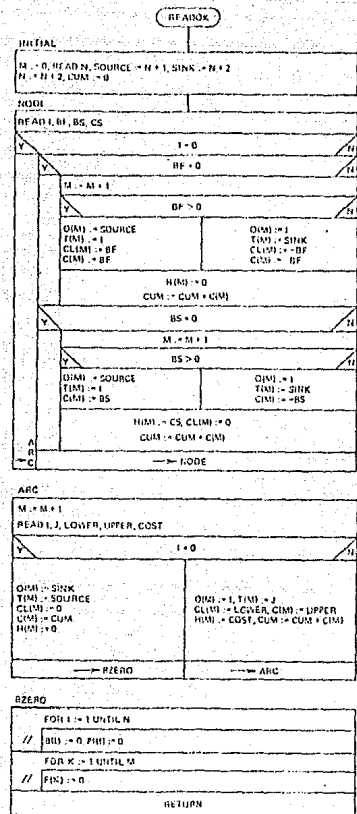 READOK
INITIAL
M := 0, READ N, SOURCE := N + 1, SINK := N + 2
N := N + 2, CUM := 0
NODE
READ I, BF, BS, CS
Y I = 0 N
Y BF = 0 N
M := M + 1
Y BF > 0 N
O(M) := SOURCE O(M) := I
T(M) := I T(M) := SINK
CL(M) := BF CL(M) := -BF
C(M) := BF C(M) := -BF
H(M) := 0
CUM := CUM + C(M)
Y BS = 0 N
M := M + 1
Y BS > 0 N
O(M) := SOURCE O(M) := I
T(M) := I T(M) := SINK
C(M) := BS C(M) := -BS
H(M) := CS, CL(M) := 0
CUM := CUM + C(M)
→ ARC
→ NODE
ARC
M := M + 1
READ I, J, LOWER, UPPER, COST
Y I = 0 N
O(M) := SINK
T(M) := SOURCE O(M) := I, T(M) := J
CL(M) := 0 CL(M) := LOWER, C(M) := UPPER
C(M) := CUM H(M) := COST, CUM := CUM + C(M)
H(M) := 0
→ BZERO → ARC
BZERO
FOR I := 1 UNTIL N
// B(I) := 0, P(I) := 0
FOR K := 1 UNTIL M
// F(K) := 0
RETURN